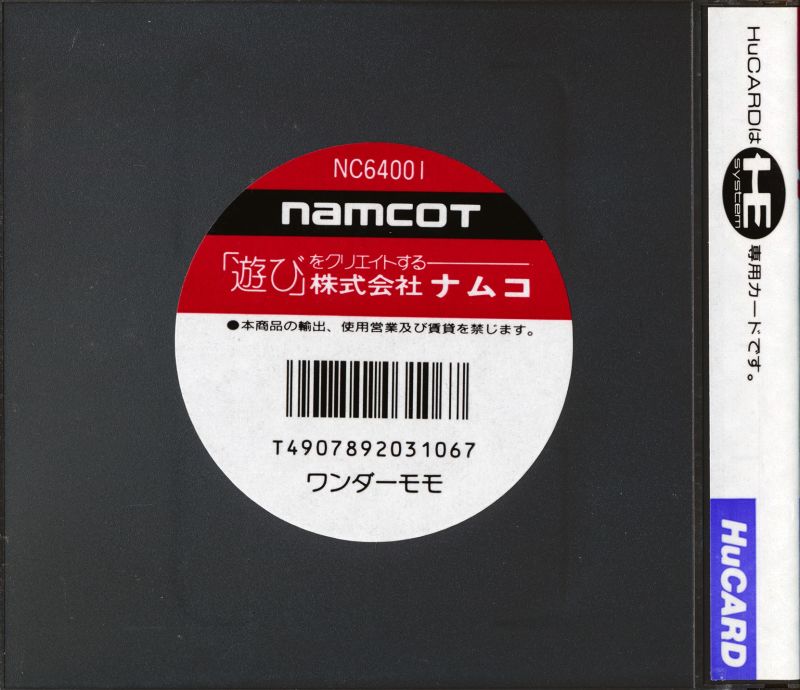 NC64001
namcot
「遊び」をクリエイトする
株式会社ナムコ
●本商品の輸出、使用営業及び賃貸を禁じます。
T4907892031067
ワンダーモモ
HuCARDは HE system 専用カードです。
HuCARD